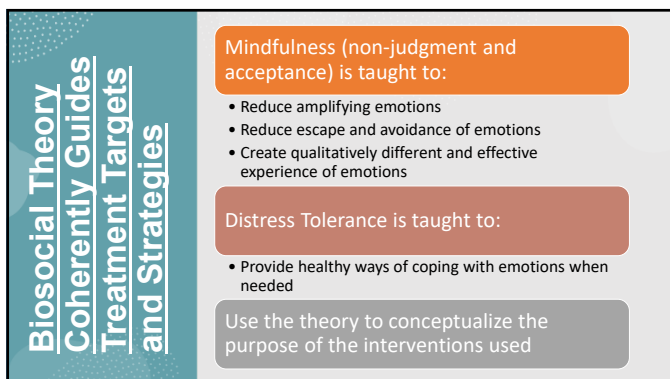 Biosocial Theory
Coherently Guides
Treatment Targets
and Strategies
Mindfulness (non-judgment and
acceptance) is taught to:
• Reduce amplifying emotions
• Reduce escape and avoidance of emotions
• Create qualitatively different and effective
experience of emotions
Distress Tolerance is taught to:
• Provide healthy ways of coping with emotions when
needed
Use the theory to conceptualize the
purpose of the interventions used